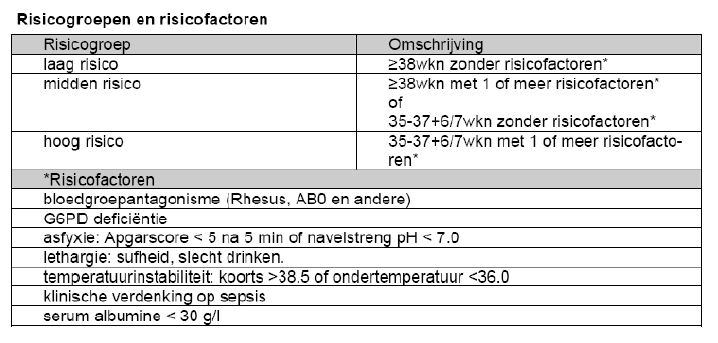 Risicogroepen en risicofactoren
Risicogroep Omschrijving
laag risico ≥38wkn zonder risicofactoren*
midden risico ≥38wkn met 1 of meer risicofactoren*
of
35-37+6/7wkn zonder risicofactoren*
hoog risico 35-37+6/7wkn met 1 of meer risicofacto-
ren*
*Risicofactoren
bloedgroepantagonisme (Rhesus, AB0 en andere)
G6PD deficiëntie
asfyxie: Apgarscore < 5 na 5 min of navelstreng pH < 7.0
lethargie: sufheid, slecht drinken.
temperatuurinstabiliteit: koorts >38.5 of ondertemperatuur <36.0
klinische verdenking op sepsis
serum albumine < 30 g/l